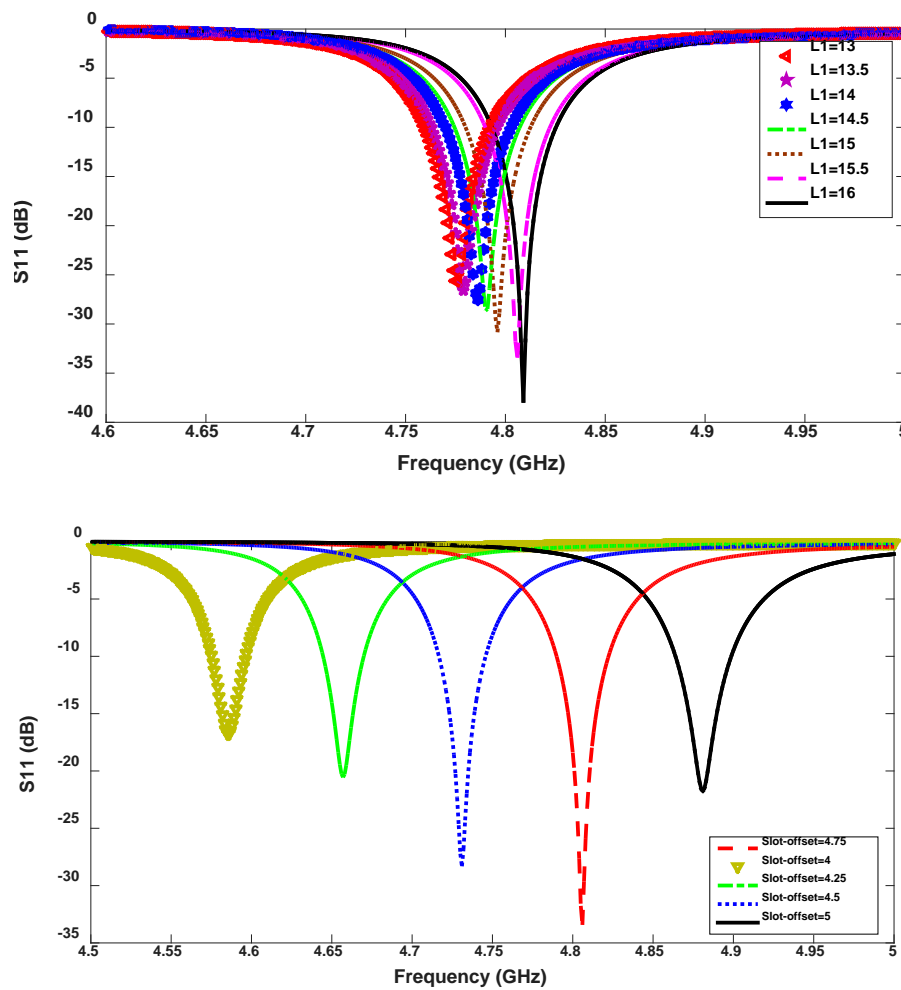 0
-5
-10
-15
-20
-25
-30
-35
-40
S11 (dB)
4.6 4.65 4.7 4.75 4.8 4.85 4.9 4.95 5
Frequency (GHz)
L1=13
L1=13.5
L1=14
L1=14.5
L1=15
L1=15.5
L1=16
0
-5
-10
-15
-20
-25
-30
-35
S11 (dB)
4.5 4.55 4.6 4.65 4.7 4.75 4.8 4.85 4.9 4.95 5
Frequency (GHz)
Slot-offset=4.75
Slot-offset=4
Slot-offset=4.25
Slot-offset=4.5
Slot-offset=5